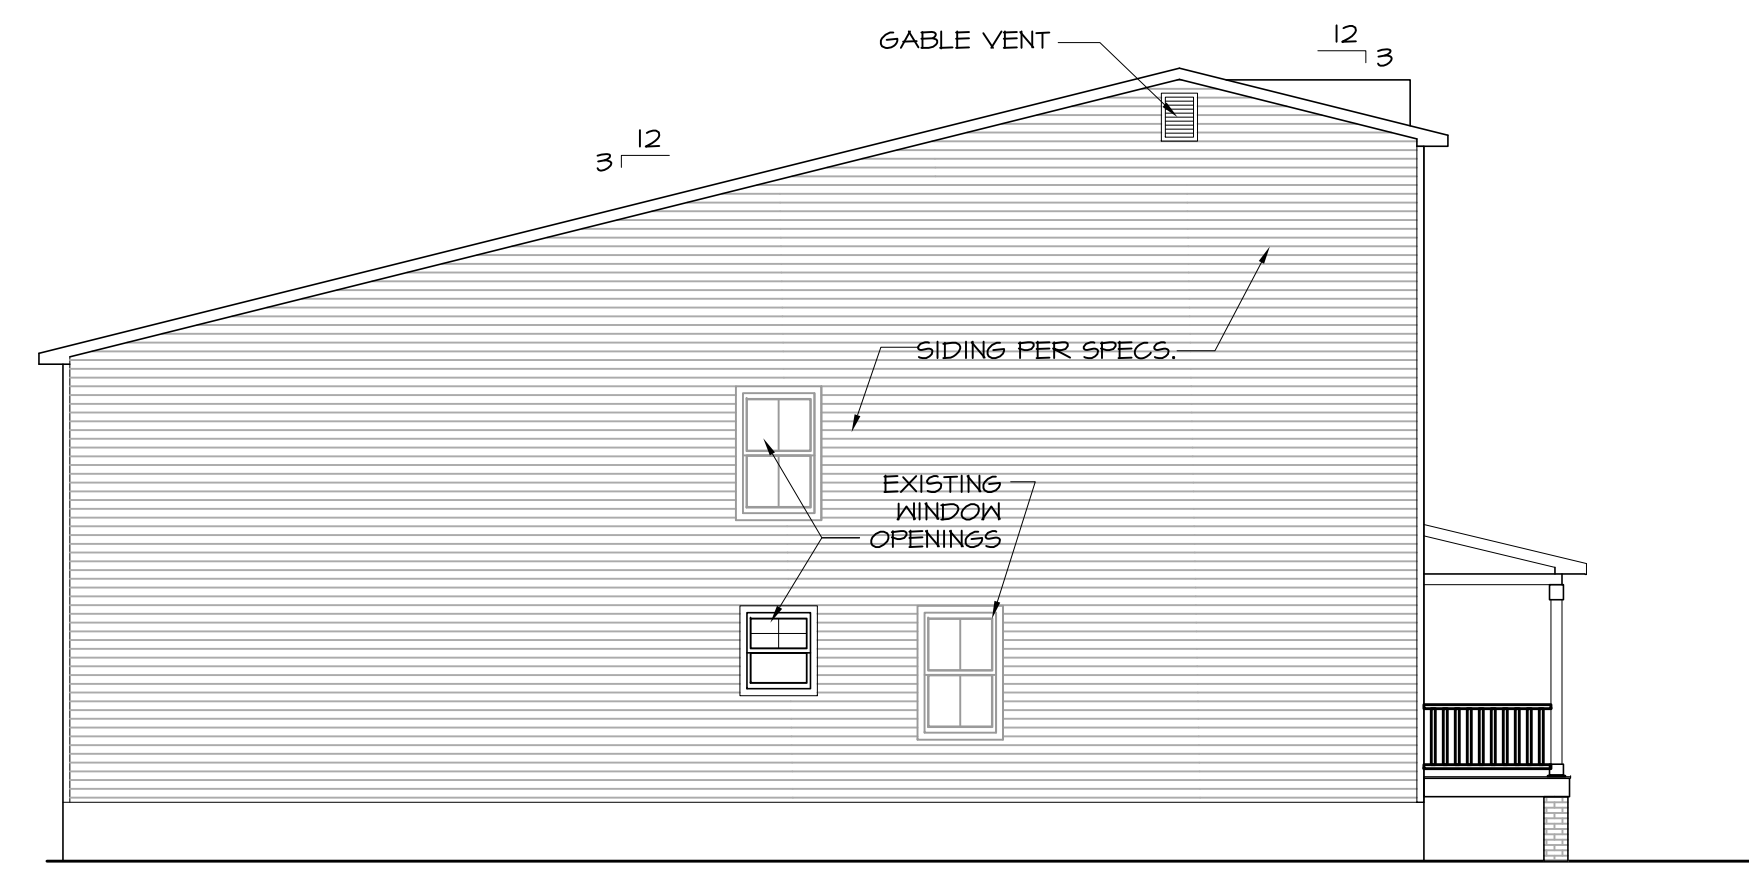 GABLE VENT
12
3
12
3
SIDING PER SPECS.
EXISTING
WINDOW
OPENINGS